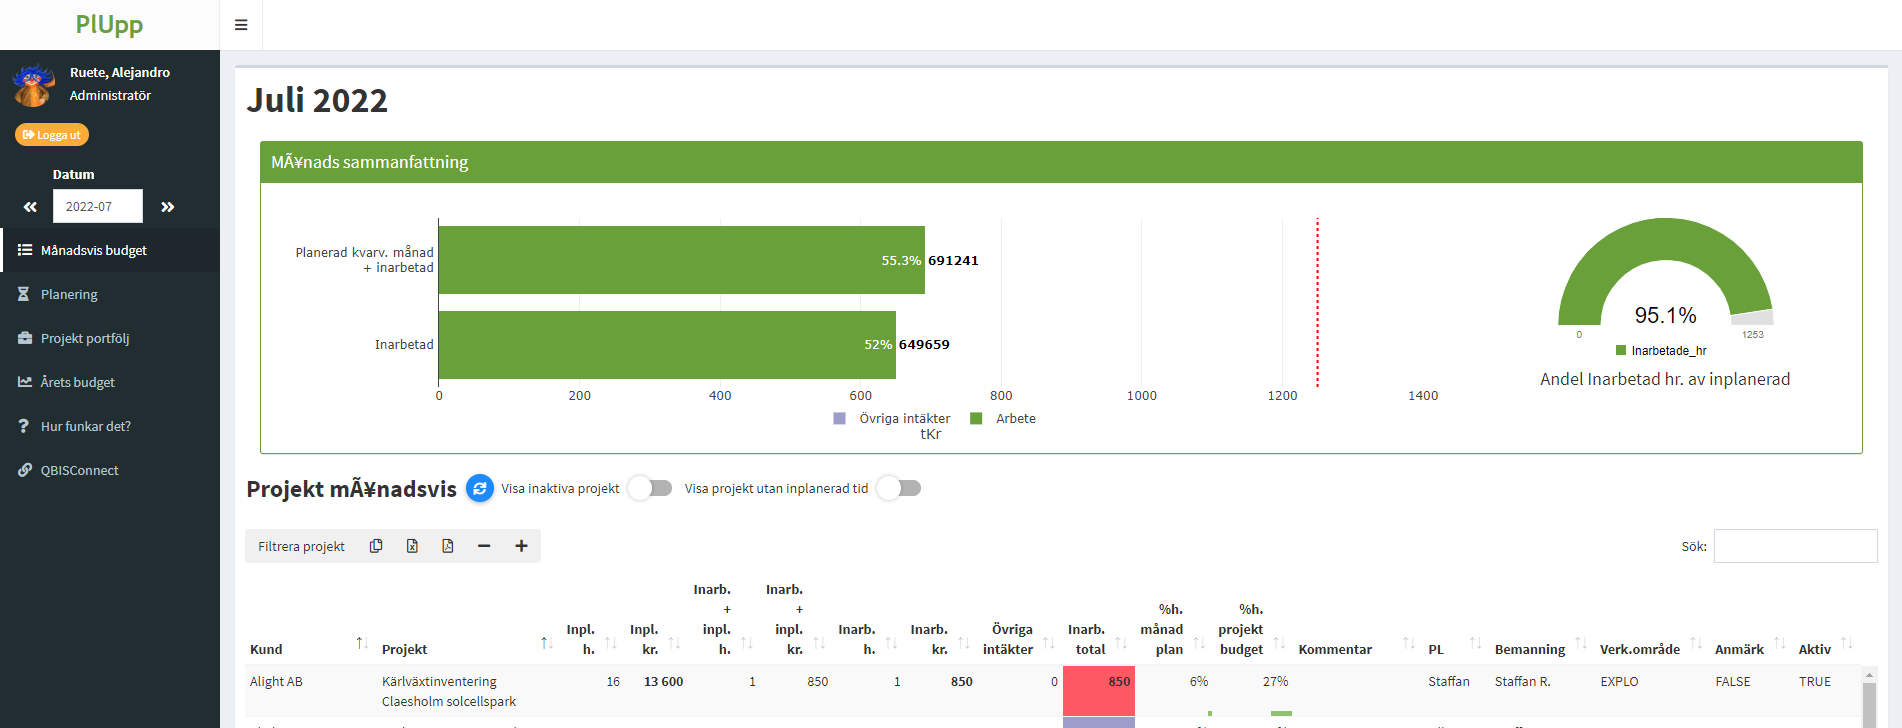 PlUpp
Ruete, Alejandro
Administratör
Logga ut
Datum
2022-07
Månadsvis budget
Planering
Projekt portfölj
Årets budget
Hur funkar det?
QBISConnect
Juli 2022
MÃ¥nads sammanfattning
Planerad kvarv. månad
+ inarbetad
55.3% 691241
Inarbetad
52% 649659
0 200 400 600 800 1000 1200 1400
Övriga intäkter Arbete
tKr
95.1%
0 1253
Inarbetade_hr
Andel Inarbetad hr. av inplanerad
Projekt mÃ¥nadsvis
Visa inaktiva projekt
Visa projekt utan inplanerad tid
Filtrera projekt
Sök:
Kund
Projekt
Inpl.
h.
Inpl.
kr.
Inarb.
+
inpl.
h.
Inarb.
+
inpl.
kr.
Inarb.
h.
Inarb.
kr.
Övriga
intäkter
Inarb.
total
%h.
månad
plan
%h.
projekt
budget
Kommentar
PL
Bemanning
Verk.område
Anmärk
Aktiv
Alight AB
Kärlväxtinventering
Claesholm solcellspark
16 13 600 1 850 1 850 0 850 6% 27% Staffan Staffan R. EXPLO FALSE TRUE